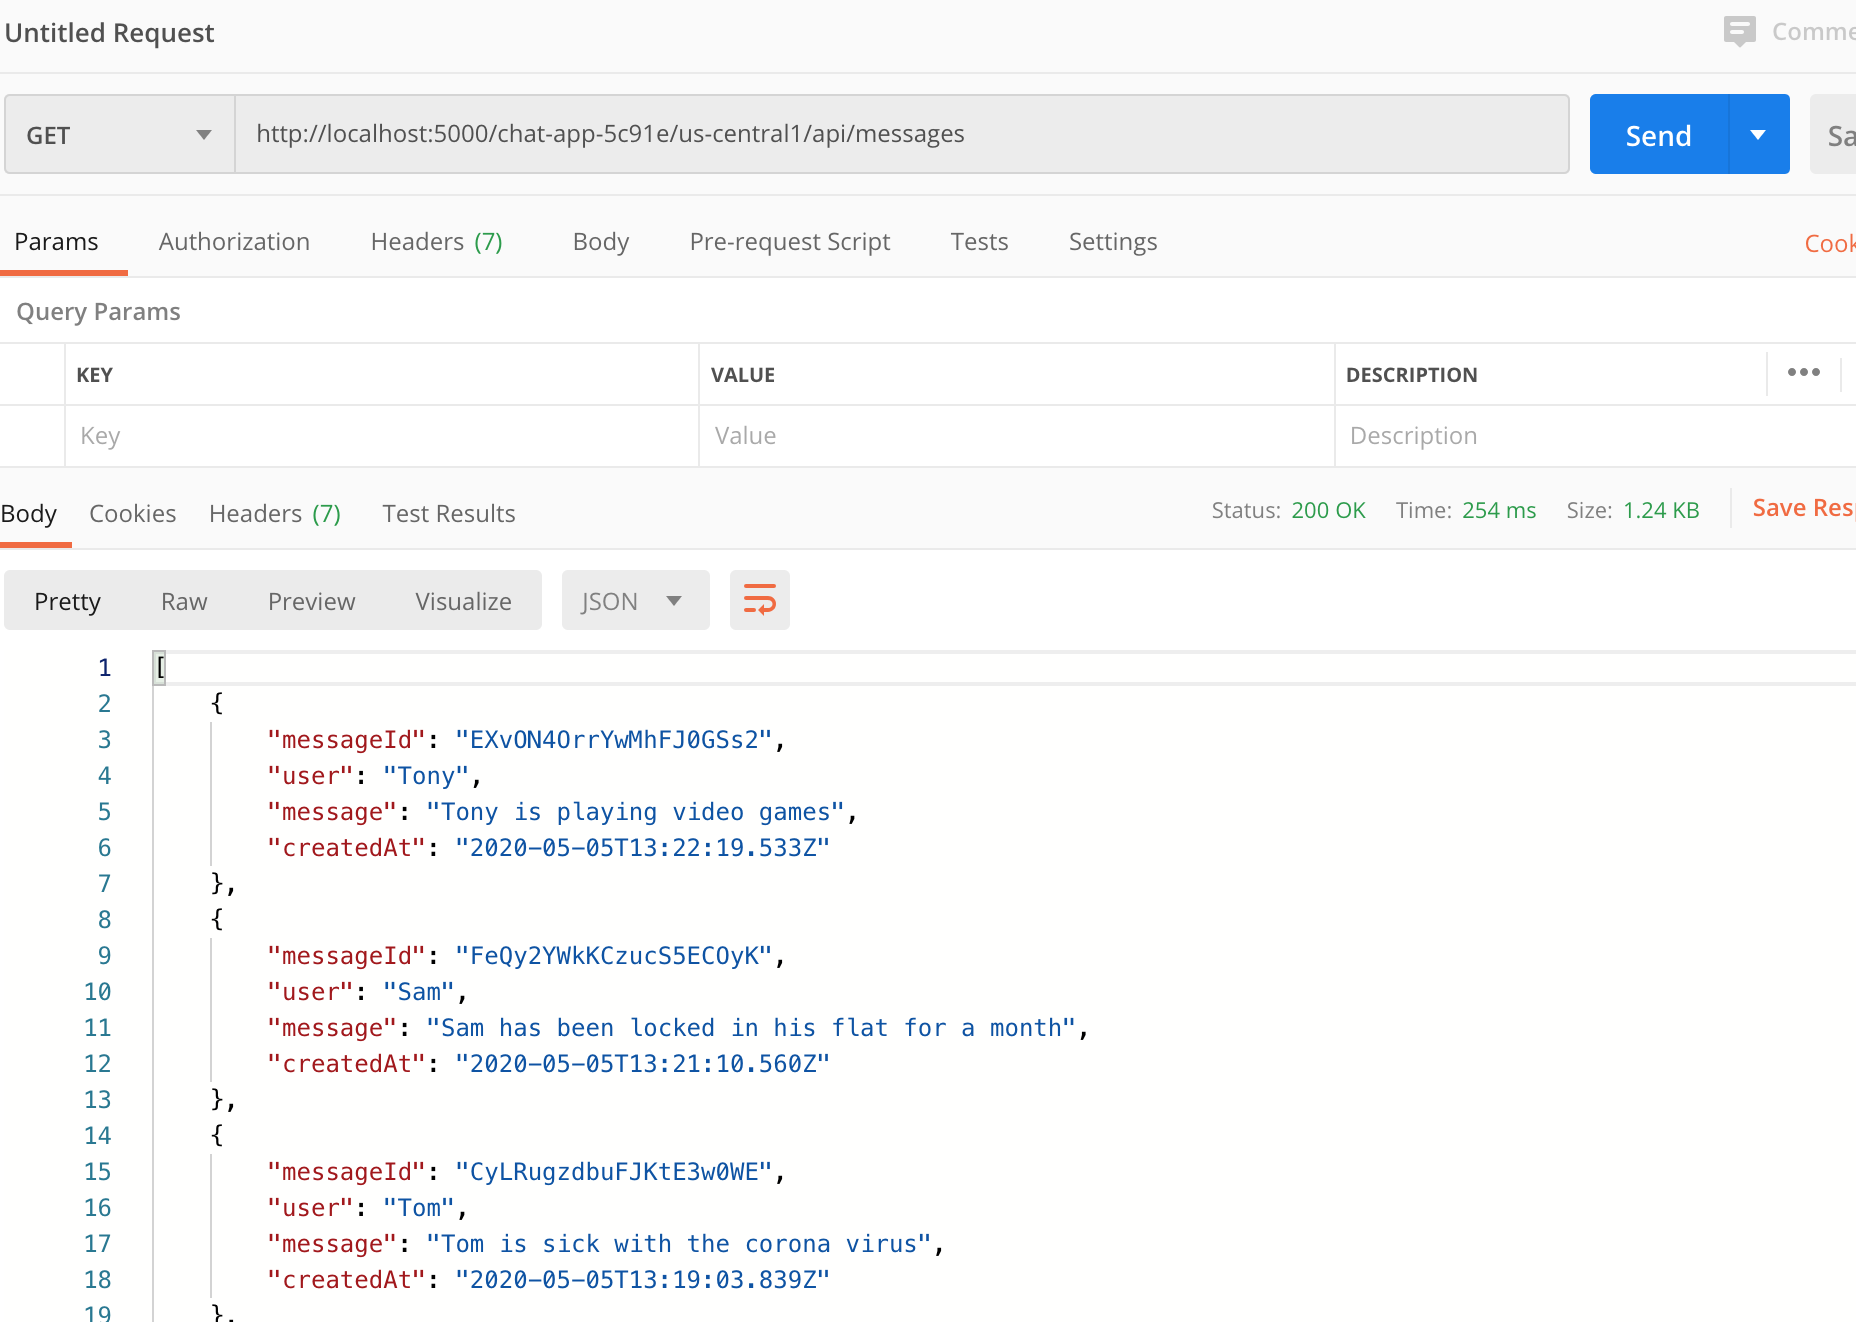 Untitled Request
Comme
GET http://localhost:5000/chat-app-5c91e/us-central1/api/messages Send Sa
Params Authorization Headers (7) Body Pre-request Script Tests Settings Cook
Query Params
KEY VALUE DESCRIPTION •••
Key Value Description
Body Cookies Headers (7) Test Results Status: 200 OK Time: 254 ms Size: 1.24 KB Save Resp
Pretty Raw Preview Visualize JSON
1 [
2 {
3 "messageId": "EXvON4OrrYwMhFJ0GSs2",
4 "user": "Tony",
5 "message": "Tony is playing video games",
6 "createdAt": "2020-05-05T13:22:19.533Z"
7 },
8 {
9 "messageId": "FeQy2YWkKCzucS5ECOyK",
10 "user": "Sam",
11 "message": "Sam has been locked in his flat for a month",
12 "createdAt": "2020-05-05T13:21:10.560Z"
13 },
14 {
15 "messageId": "CyLRugzdbuFJKtE3w0WE",
16 "user": "Tom",
17 "message": "Tom is sick with the corona virus",
18 "createdAt": "2020-05-05T13:19:03.839Z"
19 },